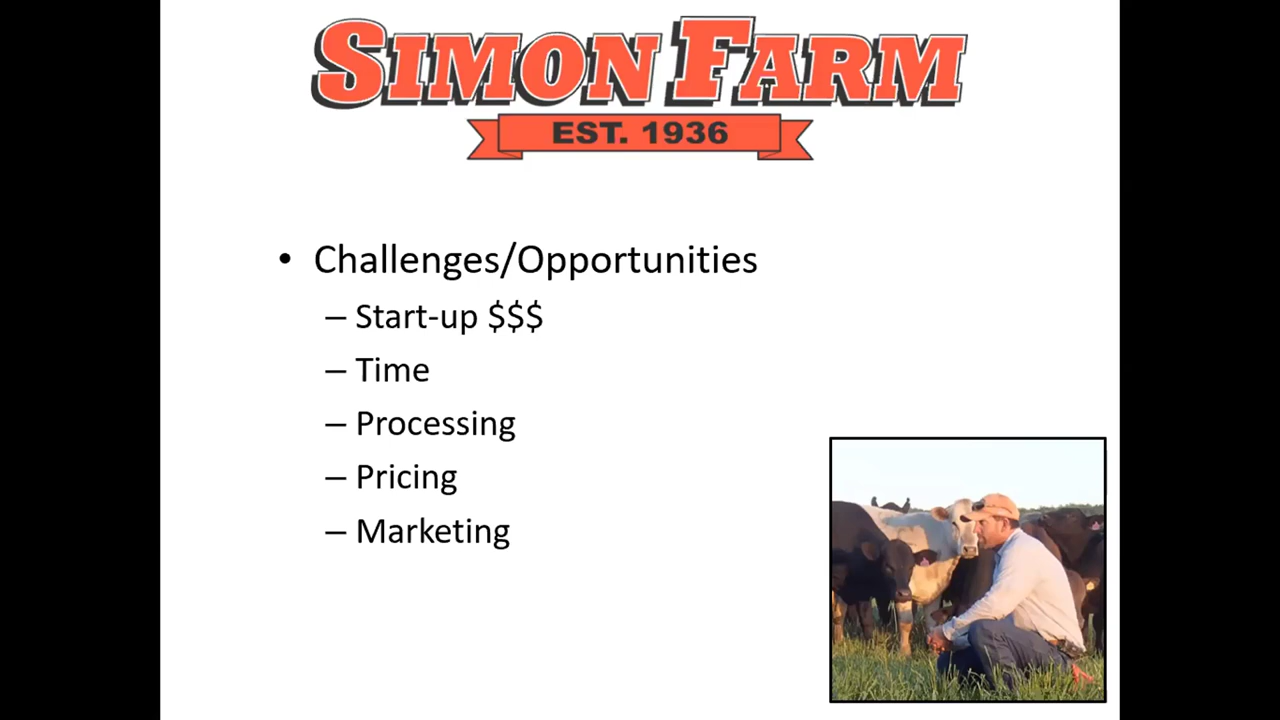 SIMON FARM
EST. 1936
• Challenges/Opportunities
– Start-up $$$
– Time
– Processing
– Pricing
– Marketing